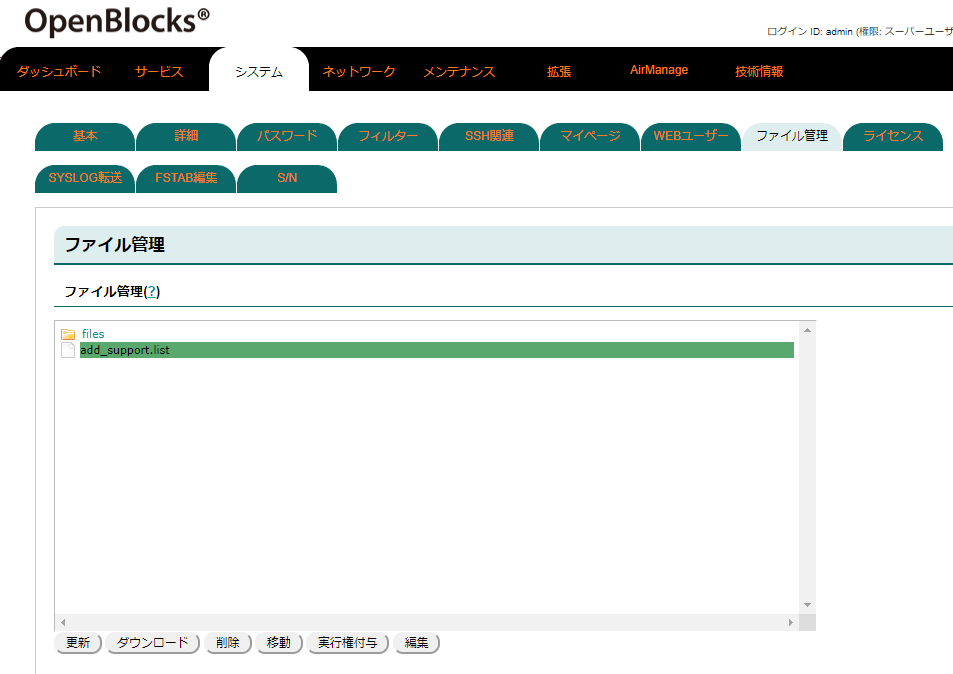 OpenBlocks®
ログイン ID: admin (権限: スーパーユーザ
ダッシュボード サービス システム ネットワーク メンテナンス 拡張 AirManage 技術情報
基本 詳細 パスワード フィルター SSH関連 マイページ WEBユーザー ファイル管理 ライセンス
SYSLOG転送 FSTAB編集 S/N
ファイル管理
ファイル管理(?)
files
add_support.list
更新 ダウンロード 削除 移動 実行権付与 編集